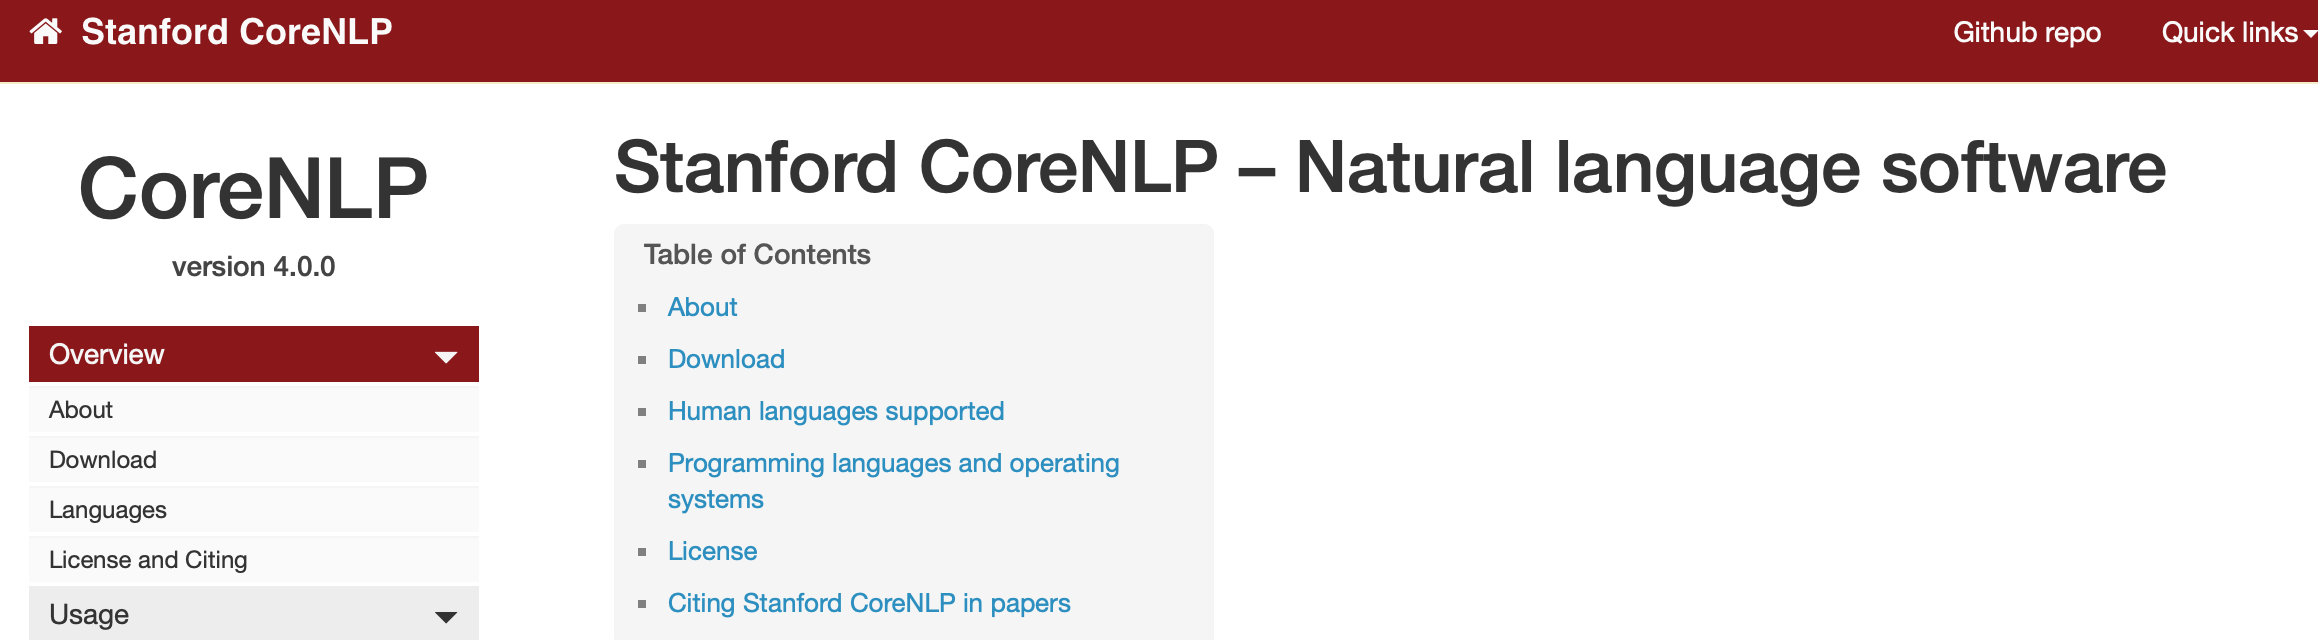 Stanford CoreNLP
Github repo
Quick links
CoreNLP
version 4.0.0
Overview
About
Download
Languages
License and Citing
Usage
Stanford CoreNLP – Natural language software
Table of Contents
About
Download
Human languages supported
Programming languages and operating
systems
License
Citing Stanford CoreNLP in papers